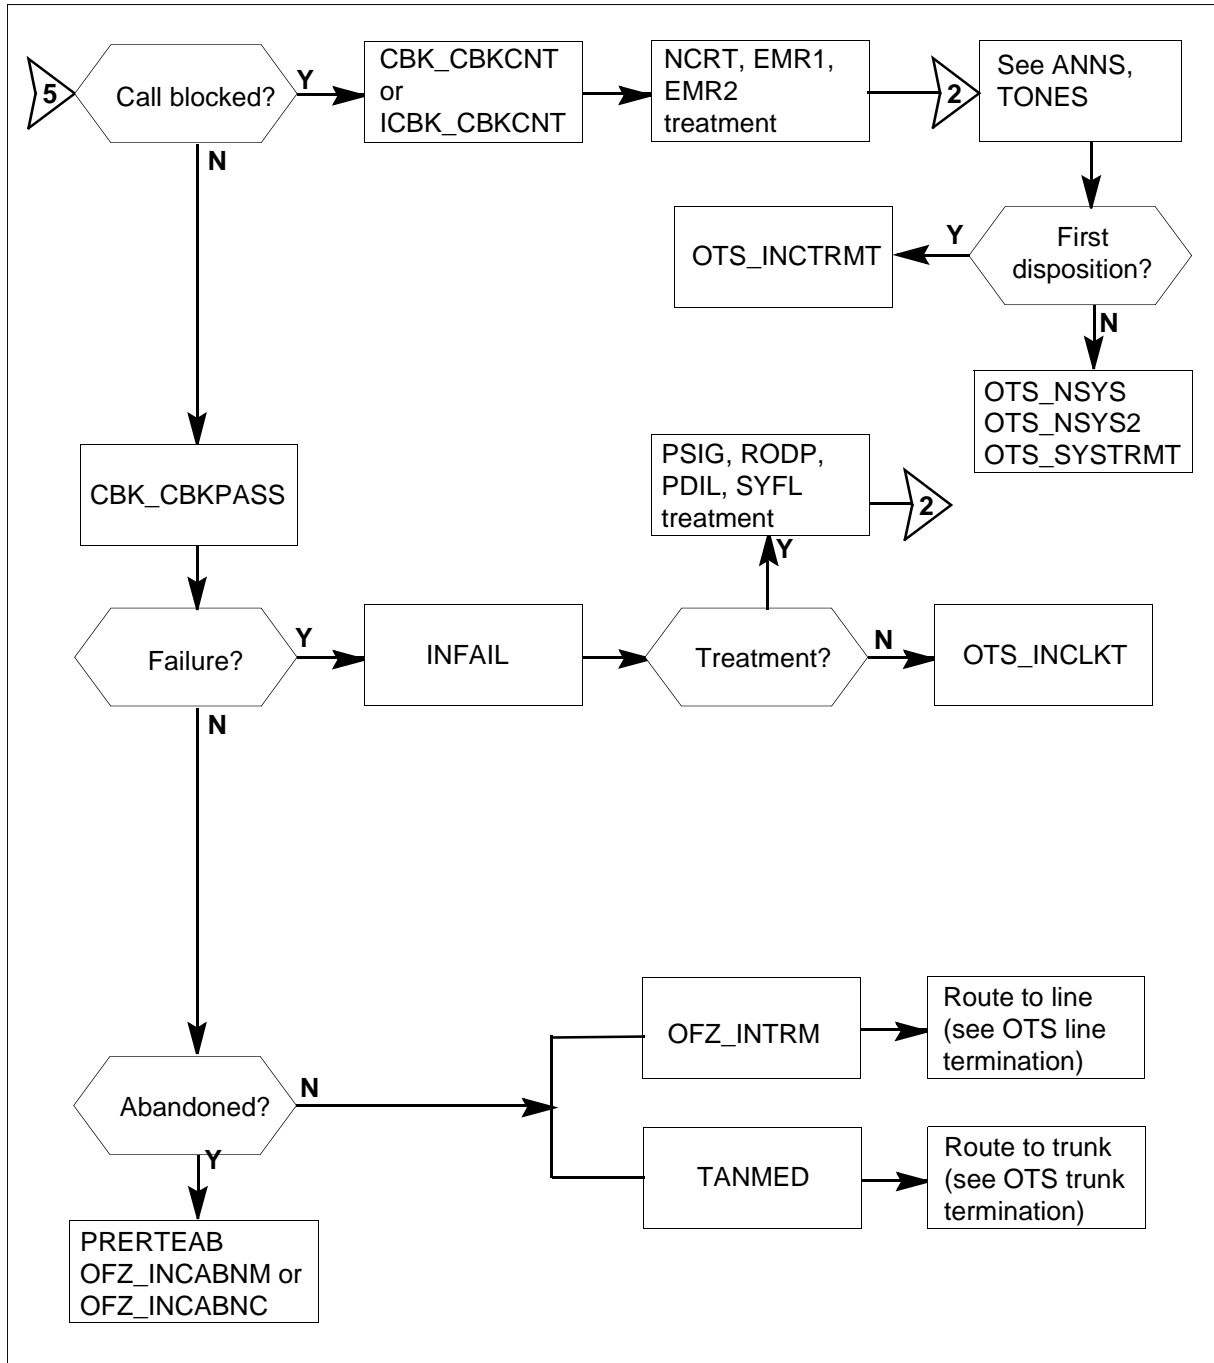 5
Call blocked?
Y
CBK_CBKCNT
or
ICBK_CBKCNT
NCRT, EMR1,
EMR2
treatment
2
See ANNS,
TONES
N
OTS_INCTRMT
Y
First
disposition?
N
OTS_NSYS
OTS_NSYS2
OTS_SYSTRMT
CBK_CBKPASS
PSIG, RODP,
PDIL, SYFL
treatment
2
Y
Failure?
Y
INFAIL
Treatment?
N
OTS_INCLKT
N
OFZ_INTRM
Route to line
(see OTS line
termination)
Abandoned?
N
Y
TANMED
Route to trunk
(see OTS trunk
termination)
PRERTEAB
OFZ_INCABNM or
OFZ_INCABNC